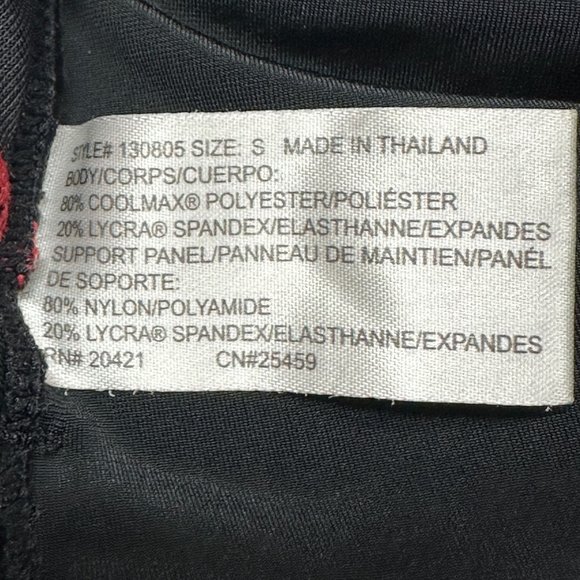 STYLE# 130805 SIZE: S MADE IN THAILAND
BODY/CORPS/CUERPO:
80% COOLMAX® POLYESTER/POLIÉSTER
20% LYCRA® SPANDEX/ELASTHANNE/EXPANDES
SUPPORT PANEL/PANNEAU DE MAINTIEN/PANÉL
DE SOPORTE:
80% NYLON/POLYAMIDE
20% LYCRA® SPANDEX/ELASTHANNE/EXPANDES
RN# 20421 CN#25459